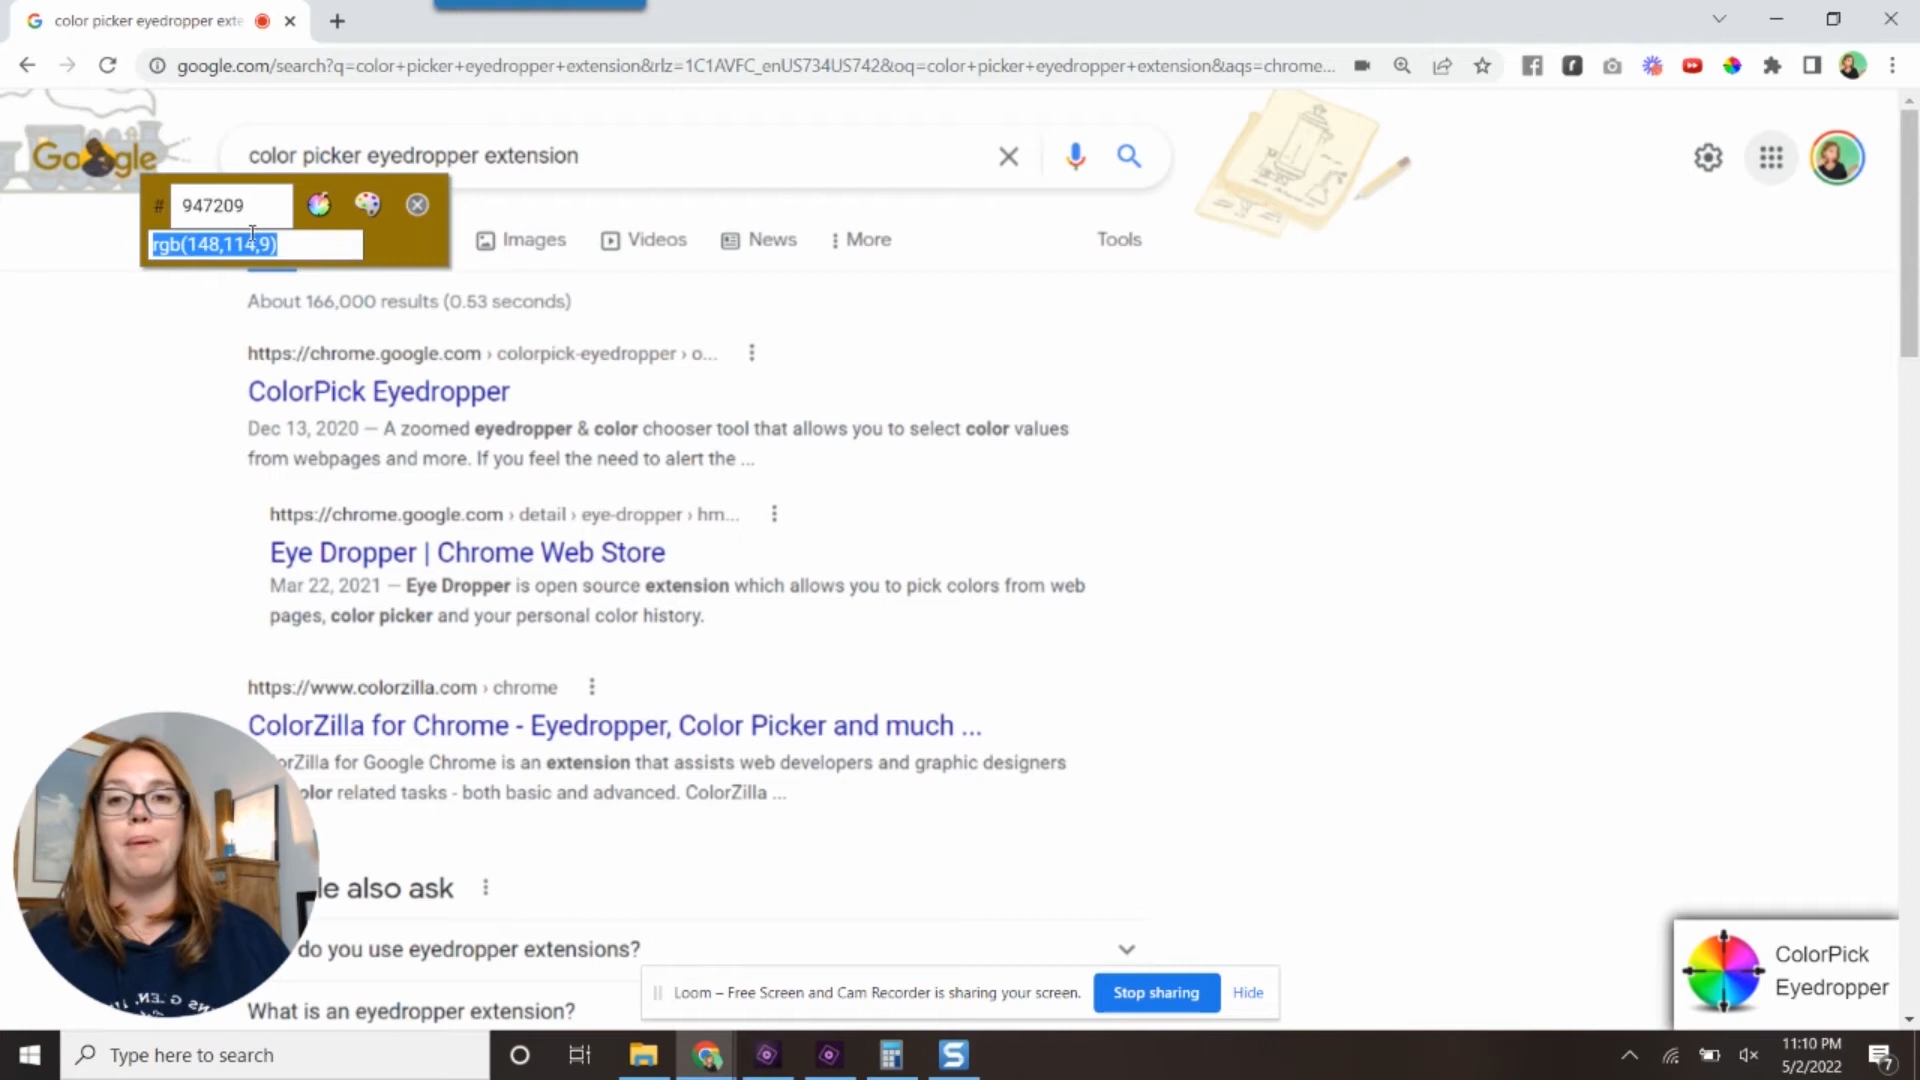 color picker eyedropper exte
google.com/search?q=color+picker+eyedropper+extension&rlz=1C1AVFC_enUS734US742&oq=color+picker+eyedropper+extension&aqs=chrome...
Google
color picker eyedropper extension
# 947209
rgb(148,114,9)
Images
Videos
News
More
Tools
About 166,000 results (0.53 seconds)
https://chrome.google.com › colorpick-eyedropper › o...
ColorPick Eyedropper
Dec 13, 2020 — A zoomed eyedropper & color chooser tool that allows you to select color values
from webpages and more. If you feel the need to alert the ...
https://chrome.google.com › detail › eye-dropper › hm...
Eye Dropper | Chrome Web Store
Mar 22, 2021 — Eye Dropper is open source extension which allows you to pick colors from web
pages, color picker and your personal color history.
https://www.colorzilla.com › chrome
ColorZilla for Chrome - Eyedropper, Color Picker and much ...
orZilla for Google Chrome is an extension that assists web developers and graphic designers
olor related tasks - both basic and advanced. ColorZilla ...
le also ask
do you use eyedropper extensions?
What is an eyedropper extension?
Loom – Free Screen and Cam Recorder is sharing your screen.
Stop sharing
Hide
ColorPick
Eyedropper
Type here to search
11:10 PM
5/2/2022
7